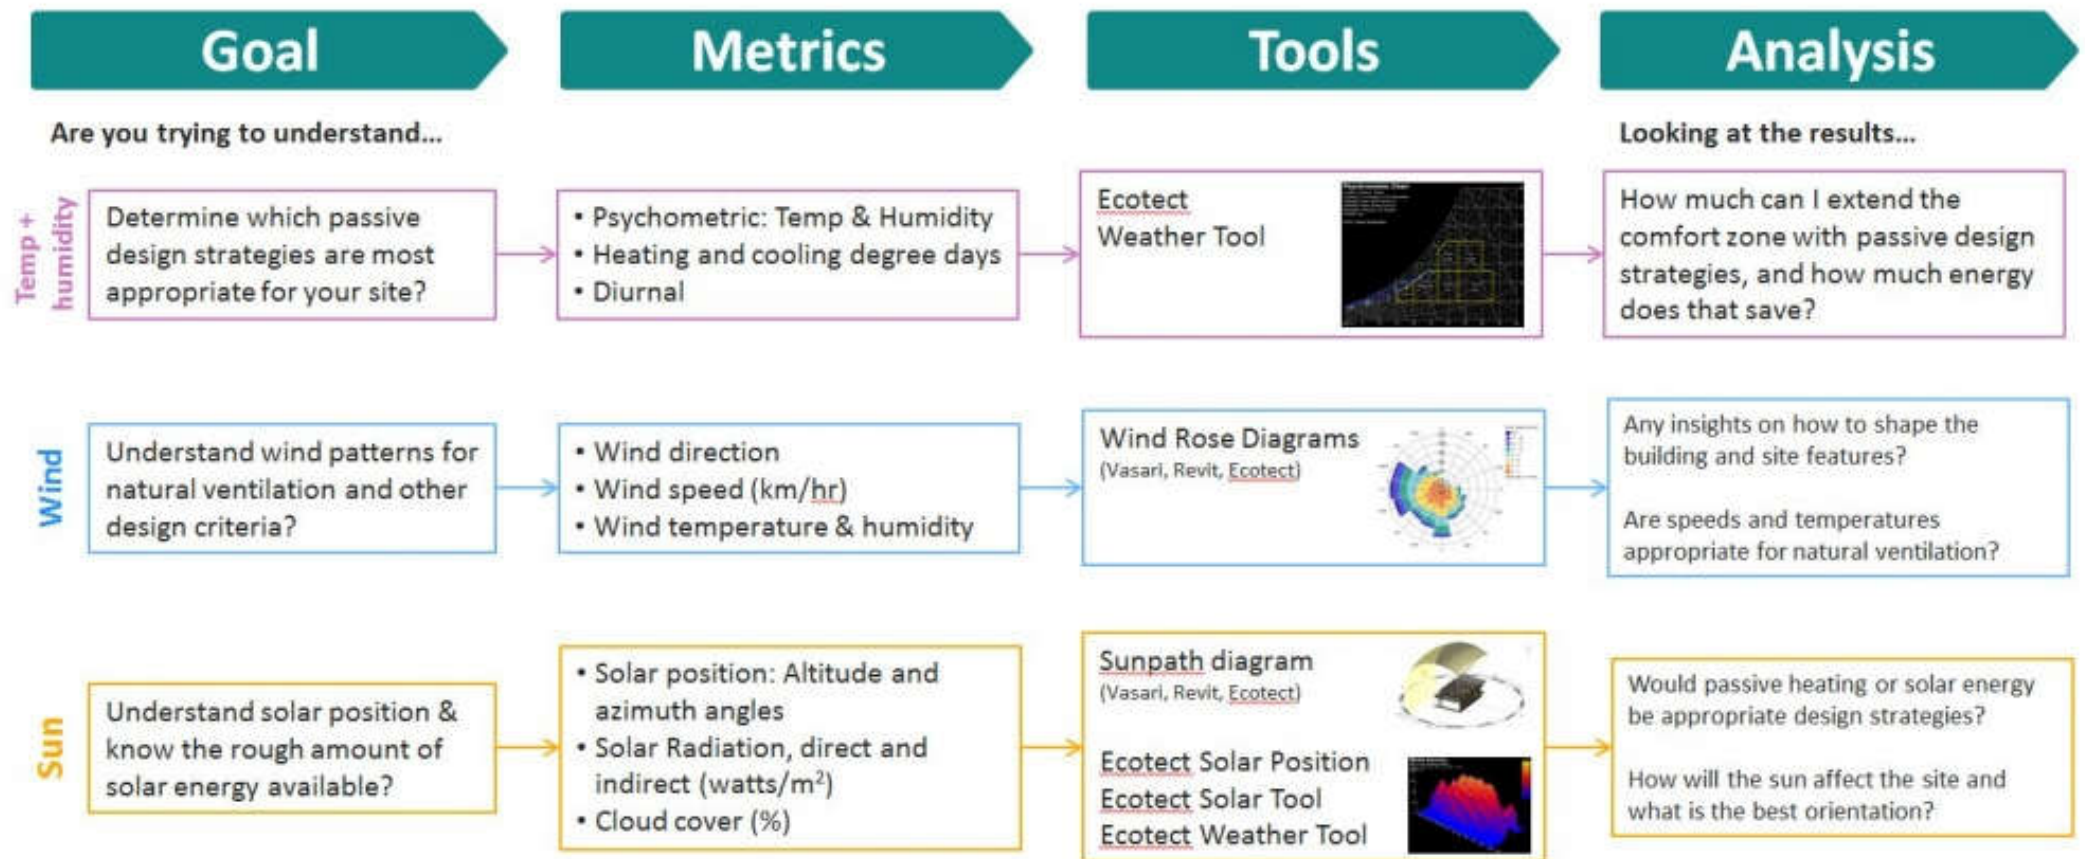 Goal
Metrics
Tools
Analysis
Are you trying to understand...
Looking at the results...
Temp +
humidity
Determine which passive
design strategies are most
appropriate for your site?
• Psychometric: Temp & Humidity
• Heating and cooling degree days
• Diurnal
Ecotect
Weather Tool
How much can I extend the
comfort zone with passive design
strategies, and how much energy
does that save?
Wind
Understand wind patterns for
natural ventilation and other
design criteria?
• Wind direction
• Wind speed (km/hr)
• Wind temperature & humidity
Wind Rose Diagrams
(Vasari, Revit, Ecotect)
Any insights on how to shape the
building and site features?
Are speeds and temperatures
appropriate for natural ventilation?
Sun
Understand solar position &
know the rough amount of
solar energy available?
• Solar position: Altitude and
azimuth angles
• Solar Radiation, direct and
indirect (watts/m²)
• Cloud cover (%)
Sunpath diagram
(Vasari, Revit, Ecotect)
Ecotect Solar Position
Ecotect Solar Tool
Ecotect Weather Tool
Would passive heating or solar energy
be appropriate design strategies?
How will the sun affect the site and
what is the best orientation?